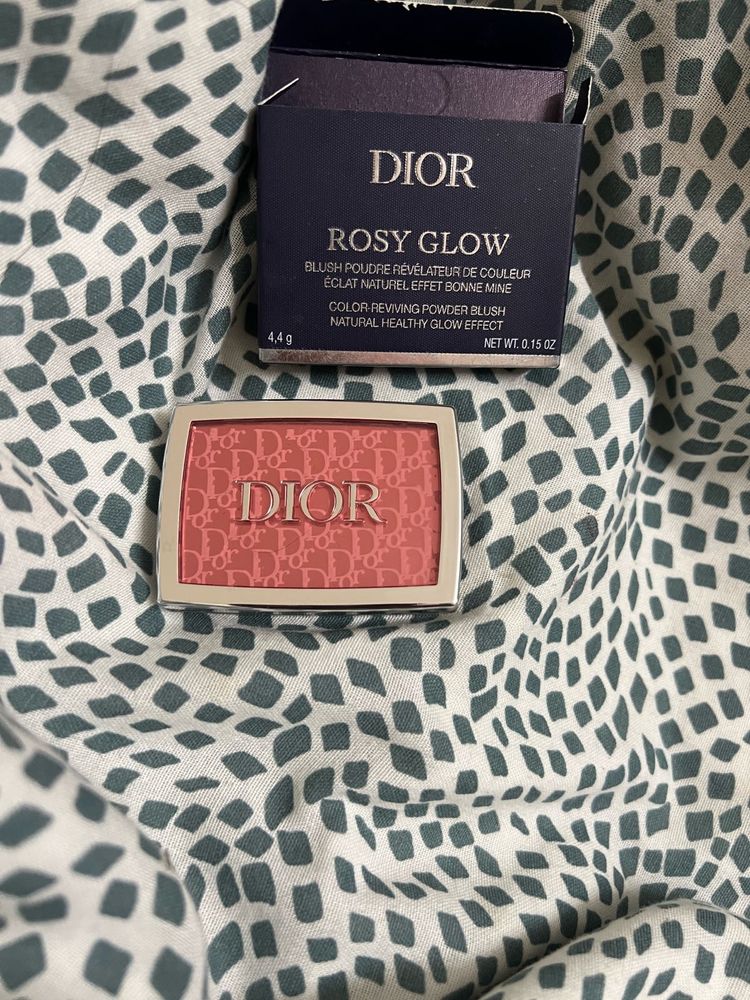 DIOR
ROSY GLOW
BLUSH POUDRE RÉVÉLATEUR DE COULEUR
ÉCLAT NATUREL EFFET BONNE MINE
COLOR-REVIVING POWDER BLUSH
NATURAL HEALTHY GLOW EFFECT
4,4 g
NET WT. 0.15 OZ
DIOR